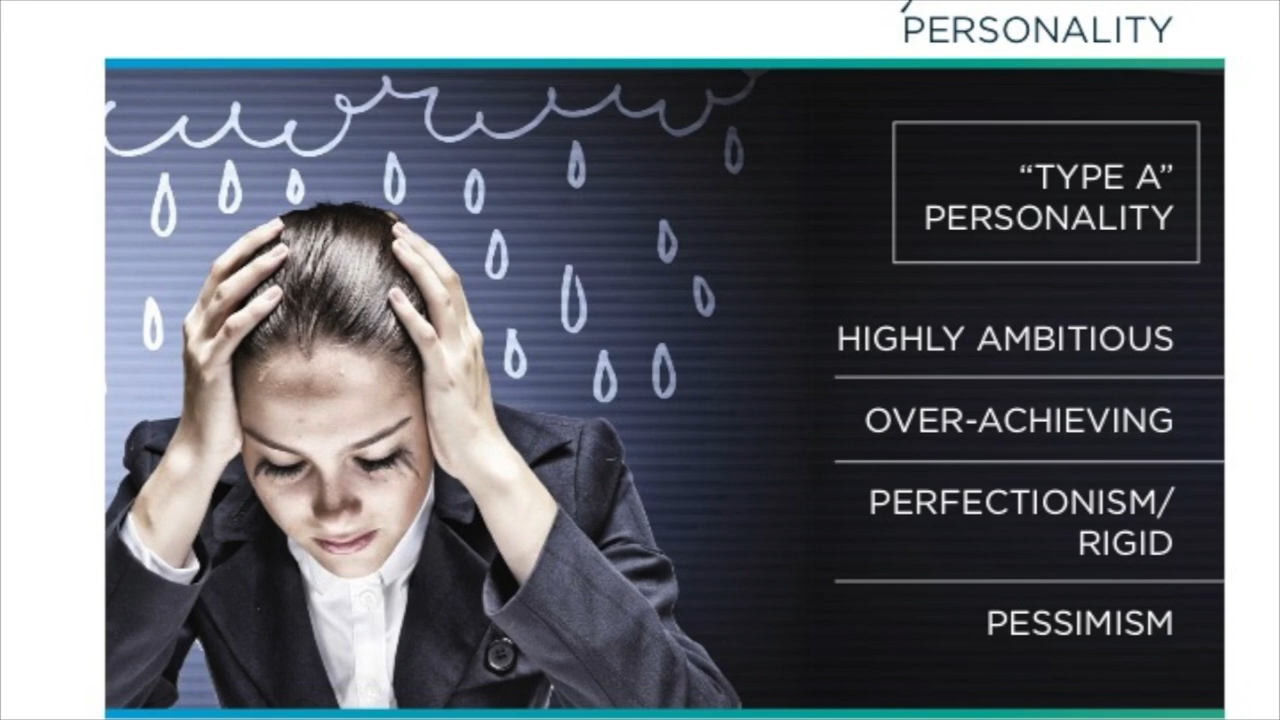 PERSONALITY
“TYPE A”
PERSONALITY
HIGHLY AMBITIOUS
OVER-ACHIEVING
PERFECTIONISM/
RIGID
PESSIMISM